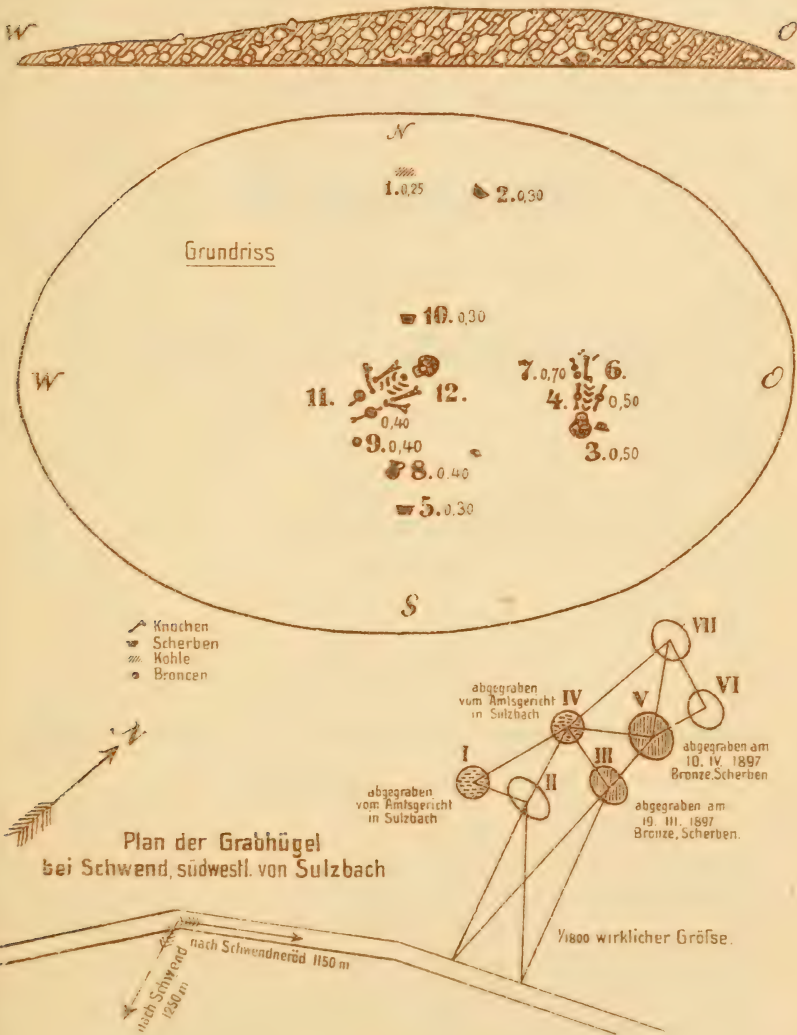 W O
N
1. 0,25
2. 0,30
Grundriss
10. 0,30
W
O
7. 0,70 6.
11. 12.
4. 0,50
0,40
9. 0,40
3. 0,50
8. 0,40
5. 0,30
S
Knochen
Scherben
Kohle
Broncen
VII
VI
abgegraben
vom Amtsgericht
in Sulzbach
IV
V
I
III
II
abgegraben am
10. IV. 1897
Bronze, Scherben
abgegraben
vom Amtsgericht
in Sulzbach
abgegraben am
19. III. 1897
Bronze, Scherben.
N
Plan der Grabhügel
bei Schwend, südwestl. von Sulzbach
1/1800 wirklicher Gröfse.
nach Schwendneröd 1150 m
nach Schwend
1250 m